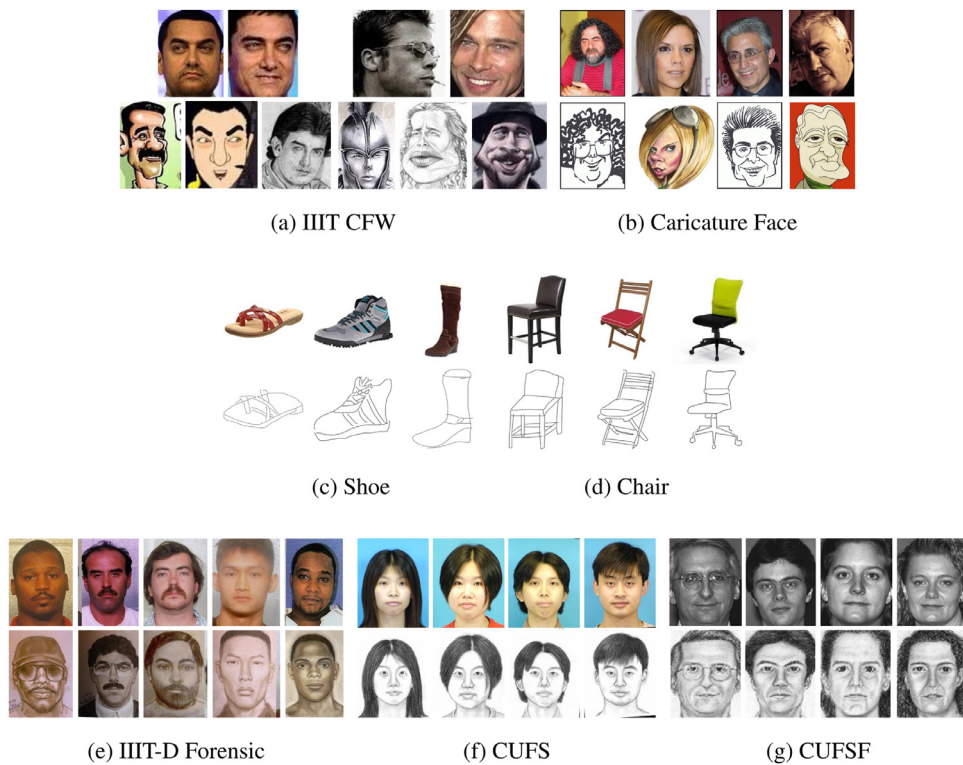 (a) IIIT CFW
(b) Caricature Face
(c) Shoe
(d) Chair
(e) IIIT-D Forensic
(f) CUFS
(g) CUFSF